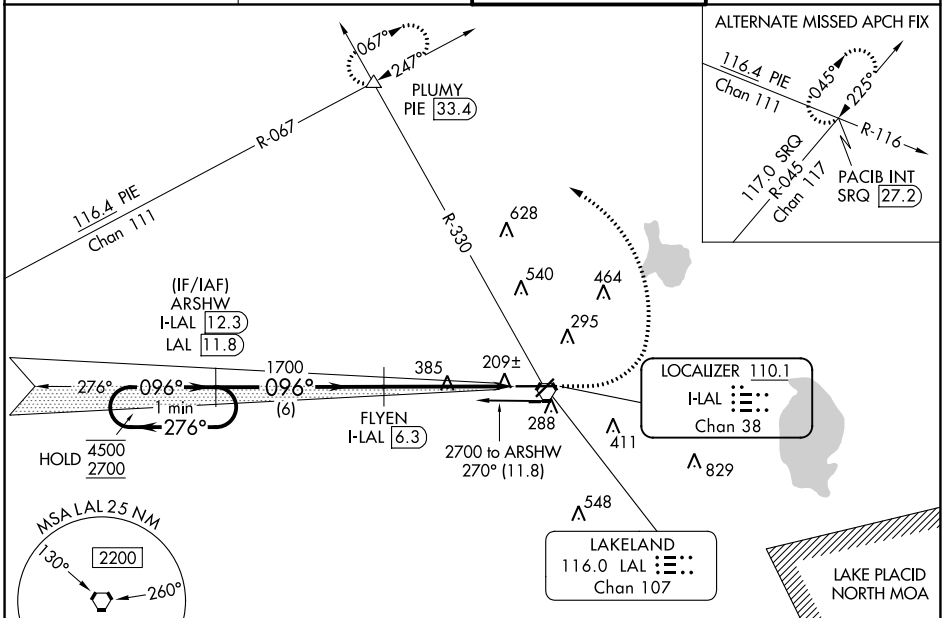 ALTERNATE MISSED APCH FIX
116.4 PIE
Chan 111
045°
225°
R-116
117.0 SRQ
R-045
Chan 117
PACIB INT
SRQ 27.2
067°
247°
PLUMY
PIE 33.4
R-067
116.4 PIE
Chan 111
R-330
628
540
464
295
(IF/IAF)
ARSHW
I-LAL 12.3
LAL 11.8
1700
385
209±
276°
096°
096°
1 min
(6)
276°
FLYEN
I-LAL 6.3
HOLD 4500
2700
288
2700 to ARSHW
270° (11.8)
411
829
548
LOCALIZER 110.1
I-LAL
Chan 38
LAKELAND
116.0 LAL
Chan 107
MSA LAL 25 NM
2200
130°
260°
LAKE PLACID
NORTH MOA